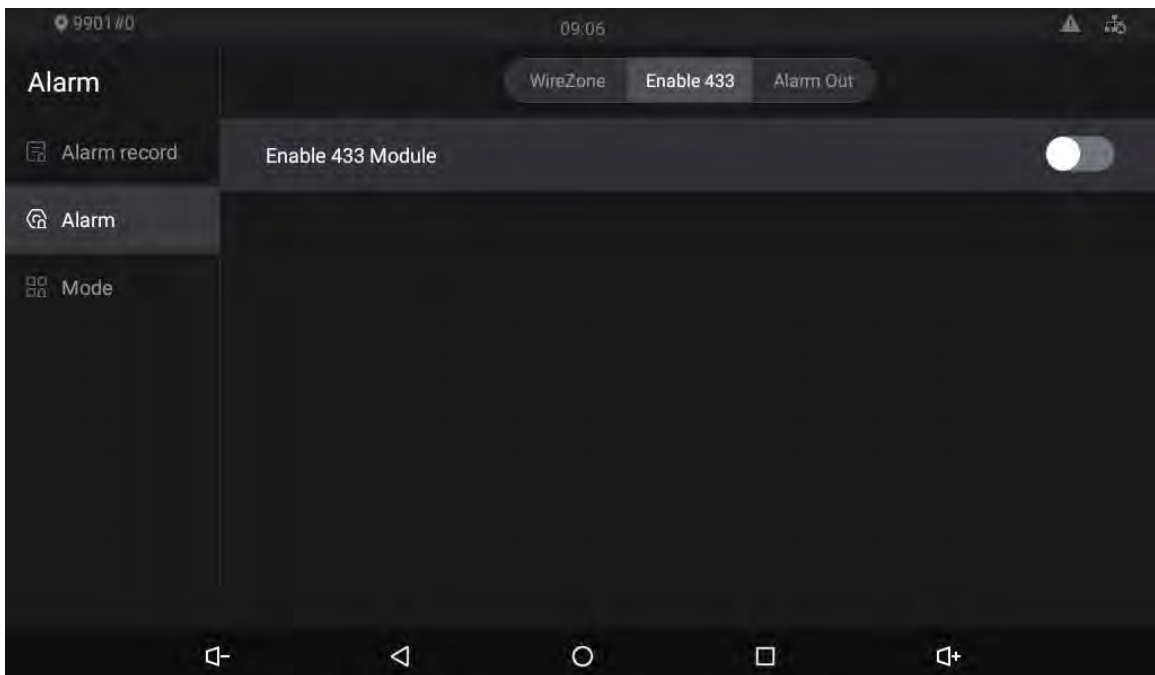 9901#0
09:06
Alarm
WireZone Enable 433 Alarm Out
Alarm record
Enable 433 Module
Alarm
Mode